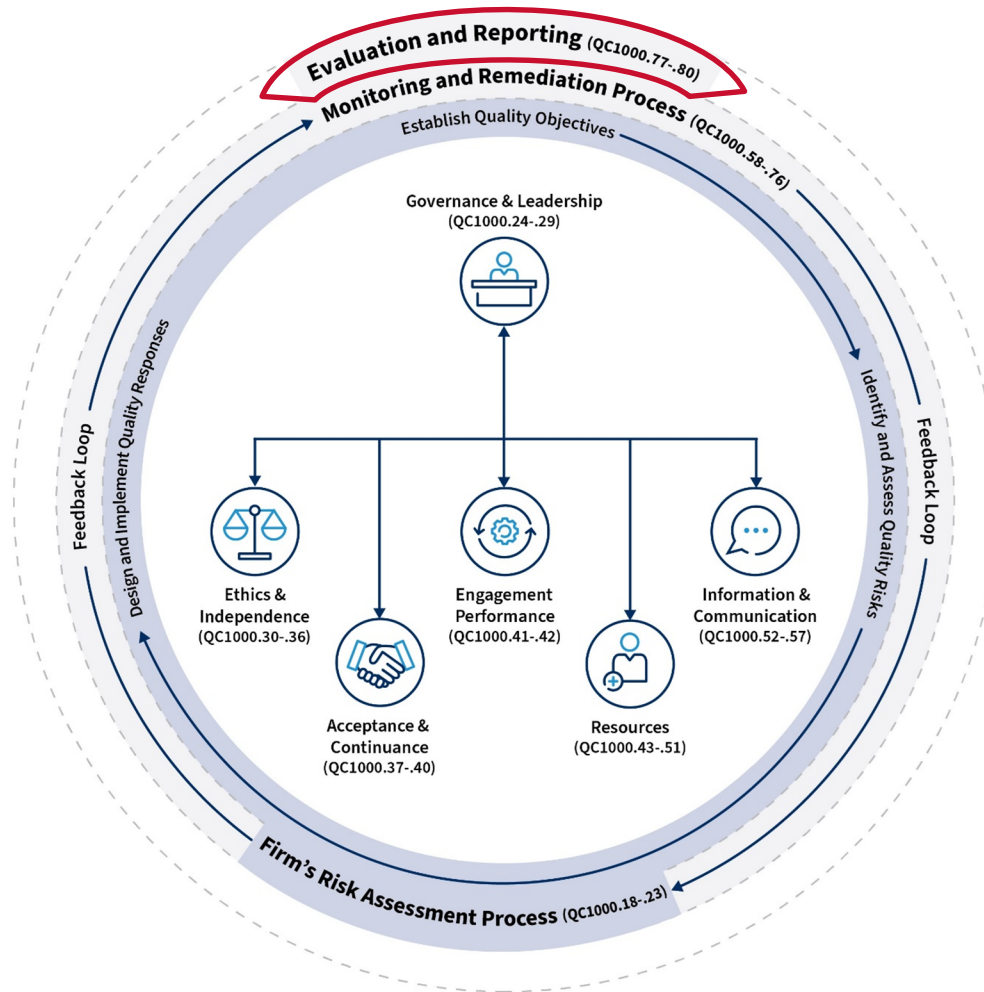 Evaluation and Reporting (QC1000.77-.80)
Monitoring and Remediation Process (QC1000.58-.76)
Establish Quality Objectives
Governance & Leadership
(QC1000.24-.29)
Design and Implement Quality Responses
Identify and Assess Quality Risks
Feedback Loop
Feedback Loop
Ethics &
Independence
(QC1000.30-.36)
Engagement
Performance
(QC1000.41-.42)
Information &
Communication
(QC1000.52-.57)
Acceptance &
Continuance
(QC1000.37-.40)
Resources
(QC1000.43-.51)
Firm's Risk Assessment Process (QC1000.18-.23)